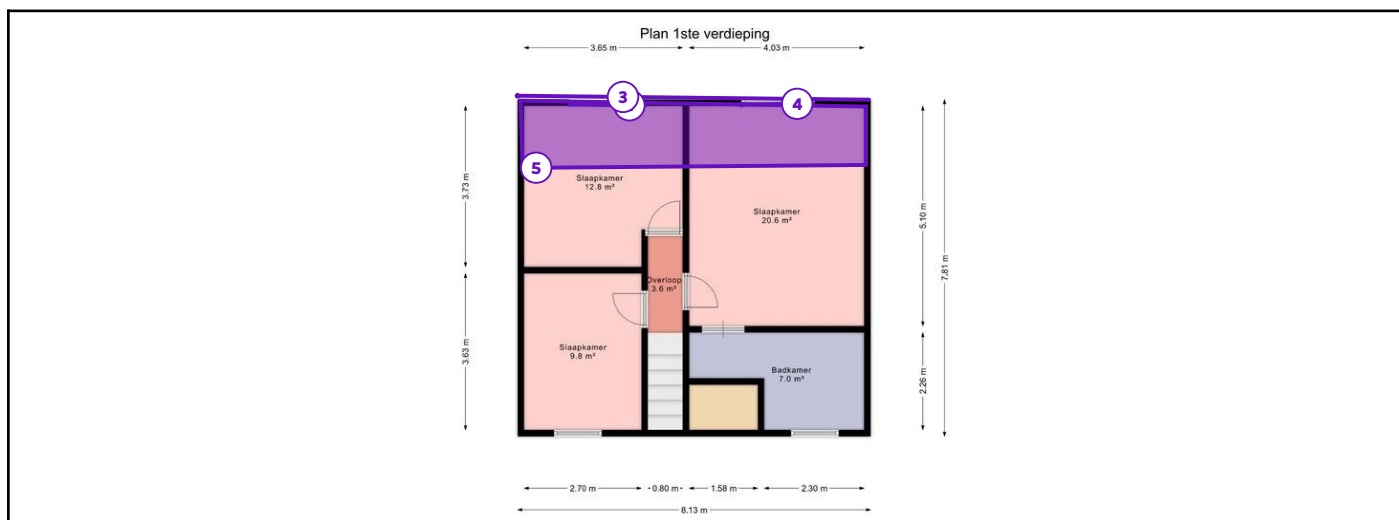 Plan 1ste verdieping
3.65 m
4.03 m
3
4
5
Slaapkamer
12.8 m²
3.73 m
Slaapkamer
20.6 m²
5.10 m
7.81 m
Overloop
3.6 m²
Slaapkamer
9.8 m²
3.63 m
Badkamer
7.0 m²
2.26 m
2.70 m
0.80 m
1.58 m
2.30 m
8.13 m